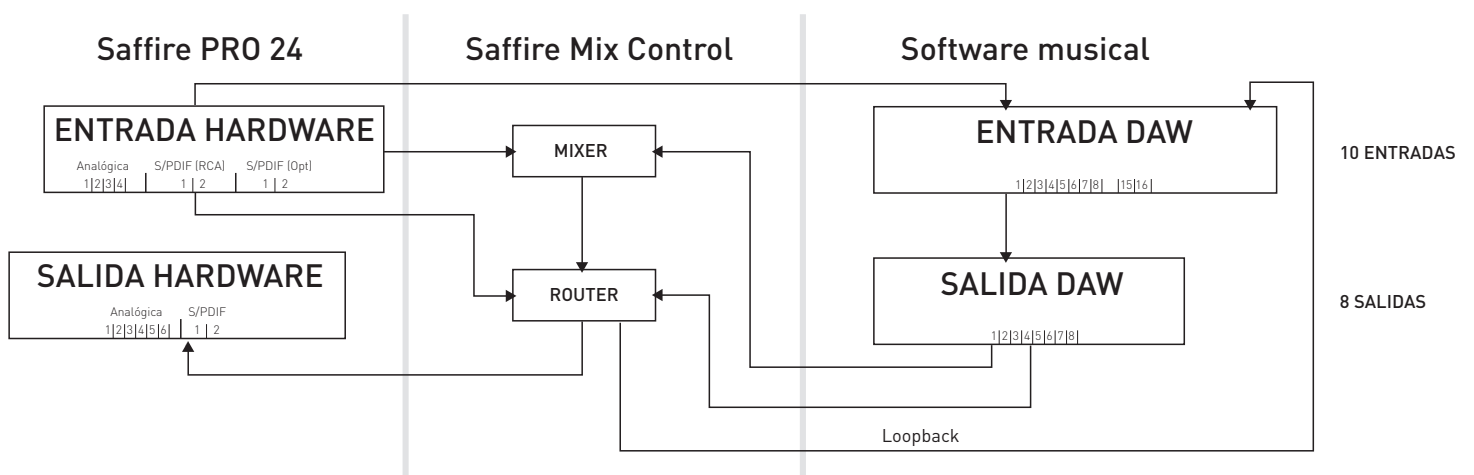 Saffire PRO 24
Saffire Mix Control
Software musical
ENTRADA HARDWARE
Analógica
S/PDIF (RCA)
S/PDIF (Opt)
1|2|3|4|
1 | 2
1 | 2
MIXER
ENTRADA DAW
1|2|3|4|5|6|7|8| |15|16|
10 ENTRADAS
SALIDA HARDWARE
Analógica
S/PDIF
1|2|3|4|5|6|
1 | 2
ROUTER
SALIDA DAW
1|2|3|4|5|6|7|8|
8 SALIDAS
Loopback